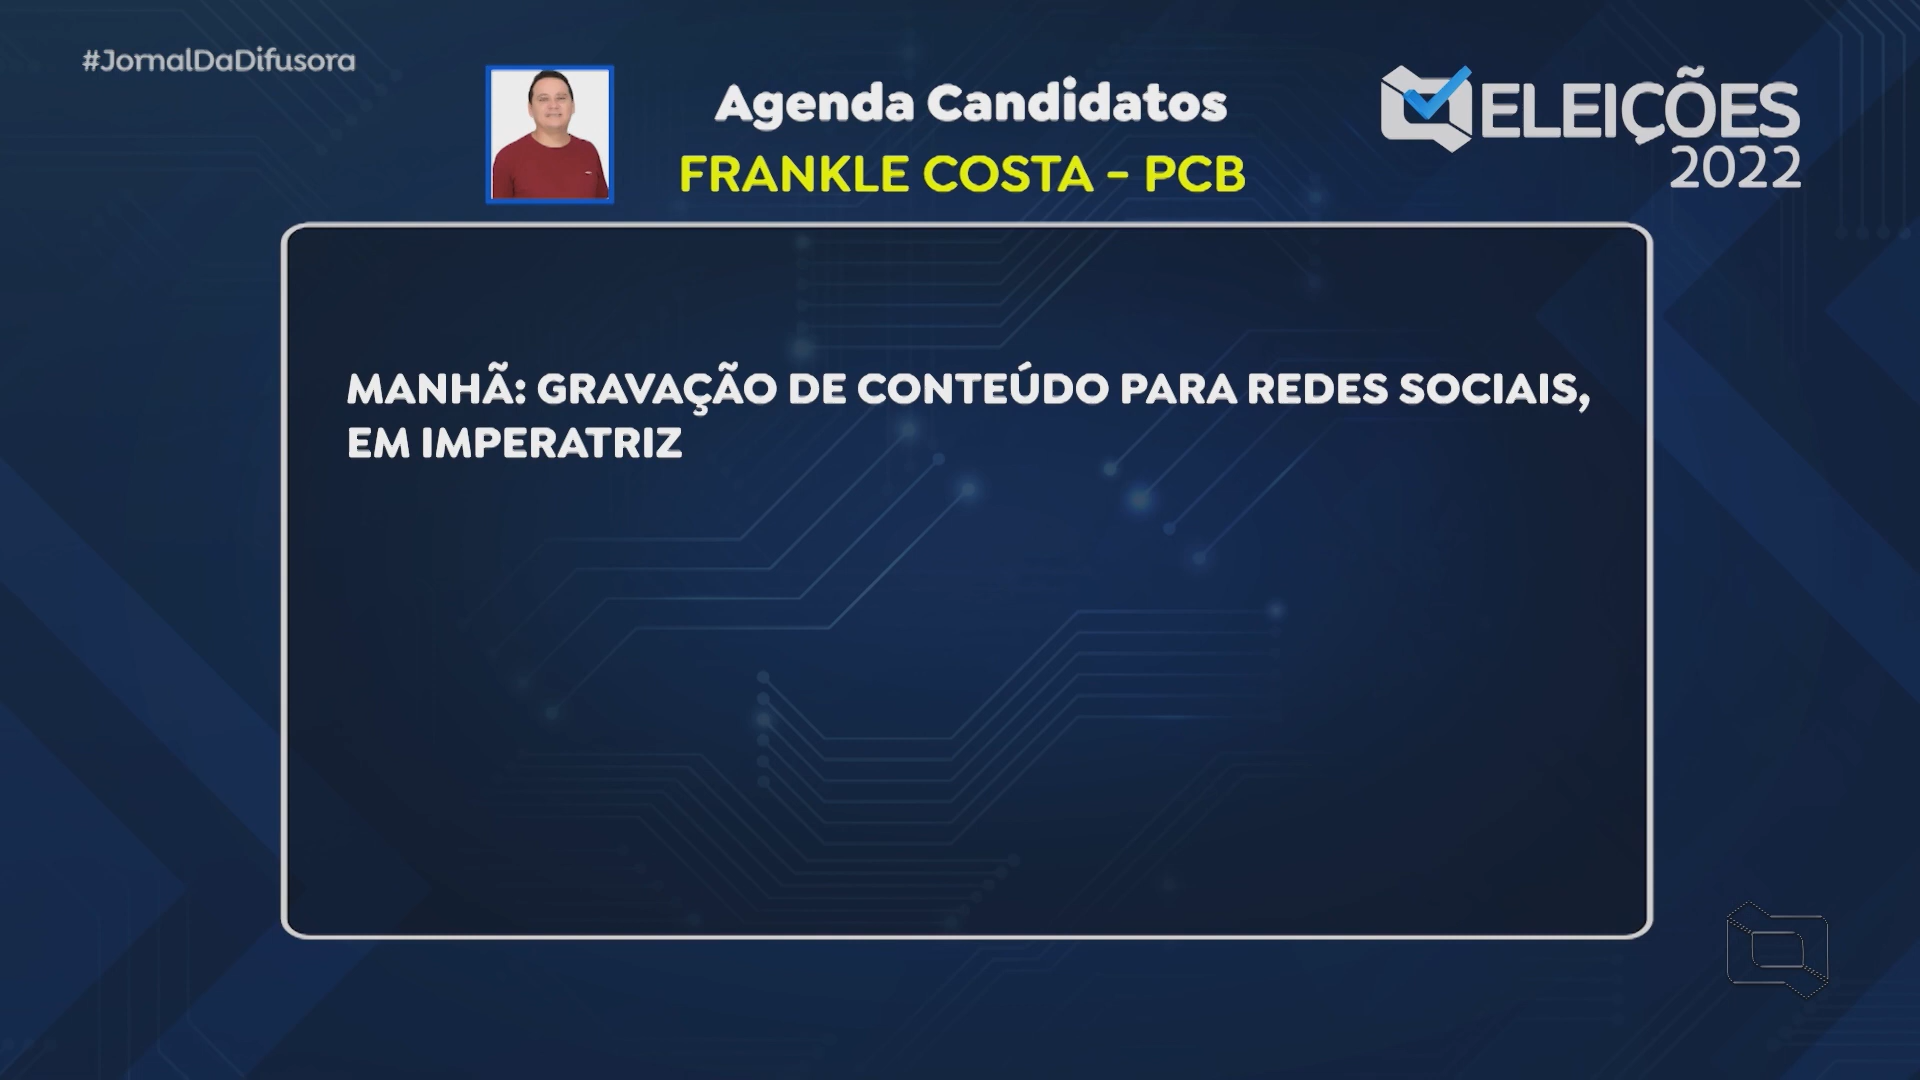 #JornalDaDifusora
Agenda Candidatos
FRANKLE COSTA - PCB
ELEIÇÕES
2022
MANHÃ: GRAVAÇÃO DE CONTEÚDO PARA REDES SOCIAIS,
EM IMPERATRIZ